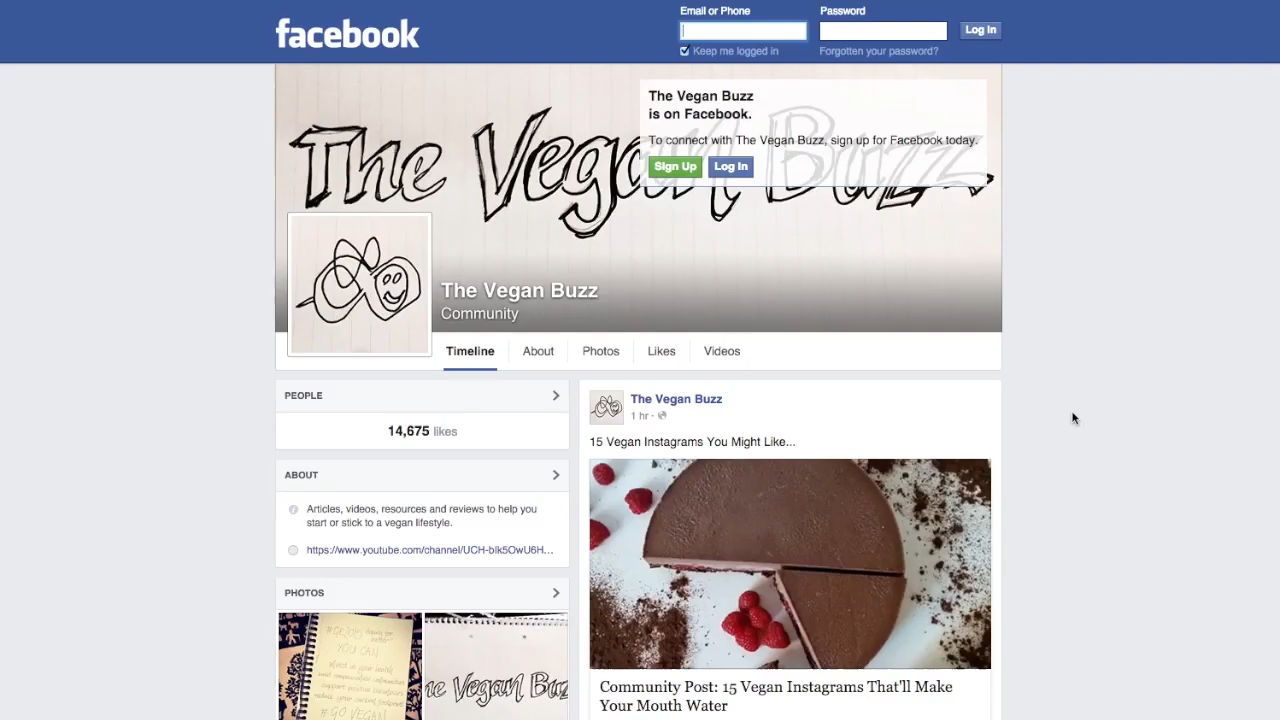 facebook
Email or Phone
Password
Log In
Keep me logged in
Forgotten your password?
The Vegan Buzz
The Vegan Buzz
is on Facebook.
To connect with The Vegan Buzz, sign up for Facebook today.
Sign Up
Log In
The Vegan Buzz
Community
Timeline
About
Photos
Likes
Videos
PEOPLE
14,675 likes
ABOUT
Articles, videos, resources and reviews to help you
start or stick to a vegan lifestyle.
https://www.youtube.com/channel/UCH-blk5OwU6H...
PHOTOS
YOU CAN
# GO VEGAN
The Vegan Buzz
1 hr ·
15 Vegan Instagrams You Might Like...
Community Post: 15 Vegan Instagrams That'll Make
Your Mouth Water